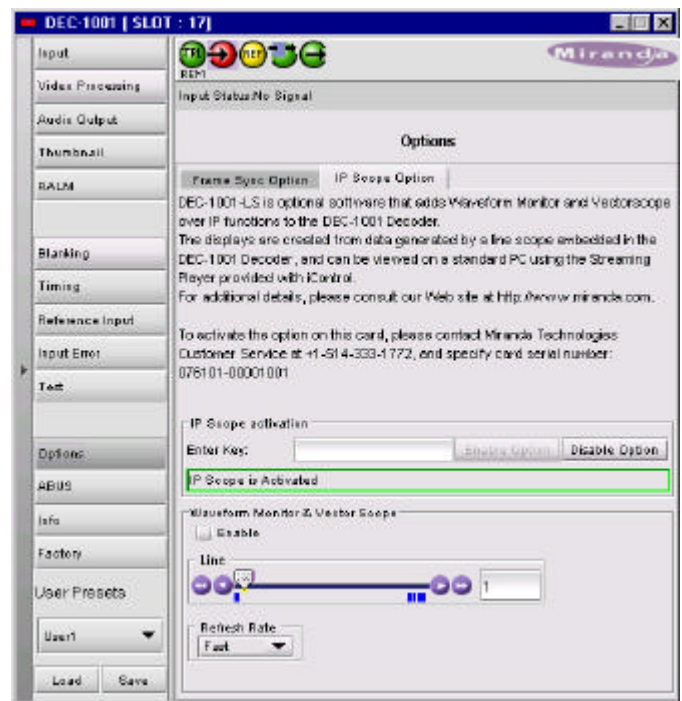 DEC-1001 [ SLOT : 17]
Input
Video Processing
Audio Output
Thumbnail
RALM
Blanking
Timing
Reference Input
Input Error
Test
Options
ABUS
Info
Factory
User Presets
User1
Load
Save
TRL
REF
REM1
Miranda
Input Status:No Signal
Options
Frame Sync Option
IP Scope Option
DEC-1001-LS is optional software that adds Waveform Monitor and Vectorscope
over IP functions to the DEC-1001 Decoder.
The displays are created from data generated by a line scope embedded in the
DEC-1001 Decoder, and can be viewed on a standard PC using the Streaming
Player provided with iControl.
For additional details, please consult our Web site at http://www.miranda.com.
To activate the option on this card, please contact Miranda Technologies
Customer Service at +1-514-333-1772, and specify card serial number:
076101-00001001
IP Scope activation
Enter Key:
Enable Option
Disable Option
IP Scope is Activated
Waveform Monitor & Vector Scope
Enable
Line
1
Refresh Rate
Fast